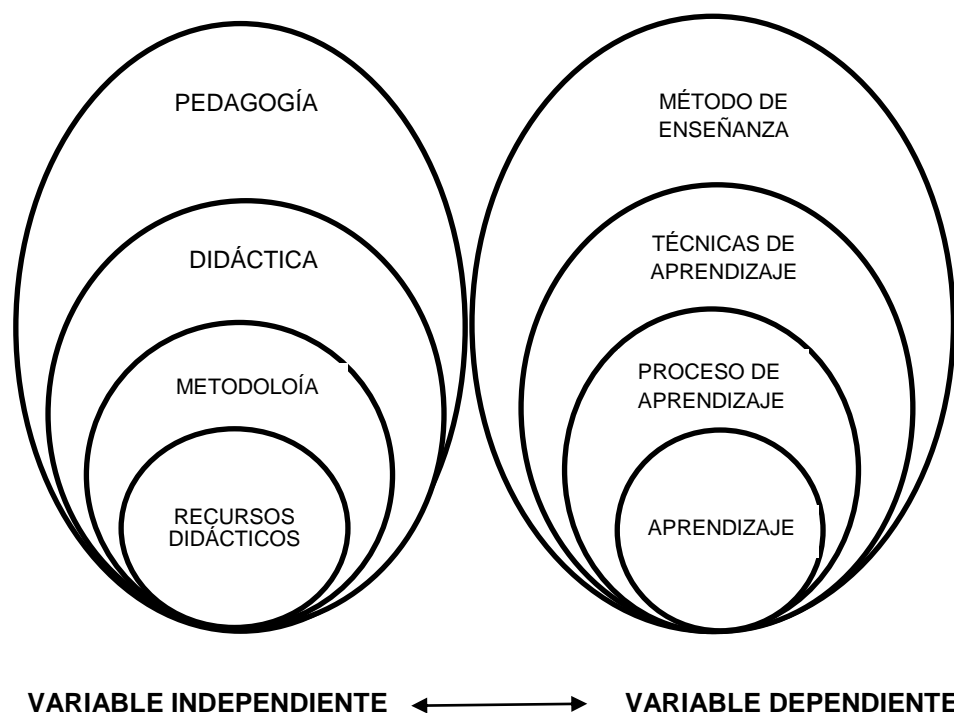 PEDAGOGÍA
DIDÁCTICA
METODOLOÍA
RECURSOS
DIDÁCTICOS
MÉTODO DE
ENSEÑANZA
TÉCNICAS DE
APRENDIZAJE
PROCESO DE
APRENDIZAJE
APRENDIZAJE
VARIABLE INDEPENDIENTE
VARIABLE DEPENDIENTE